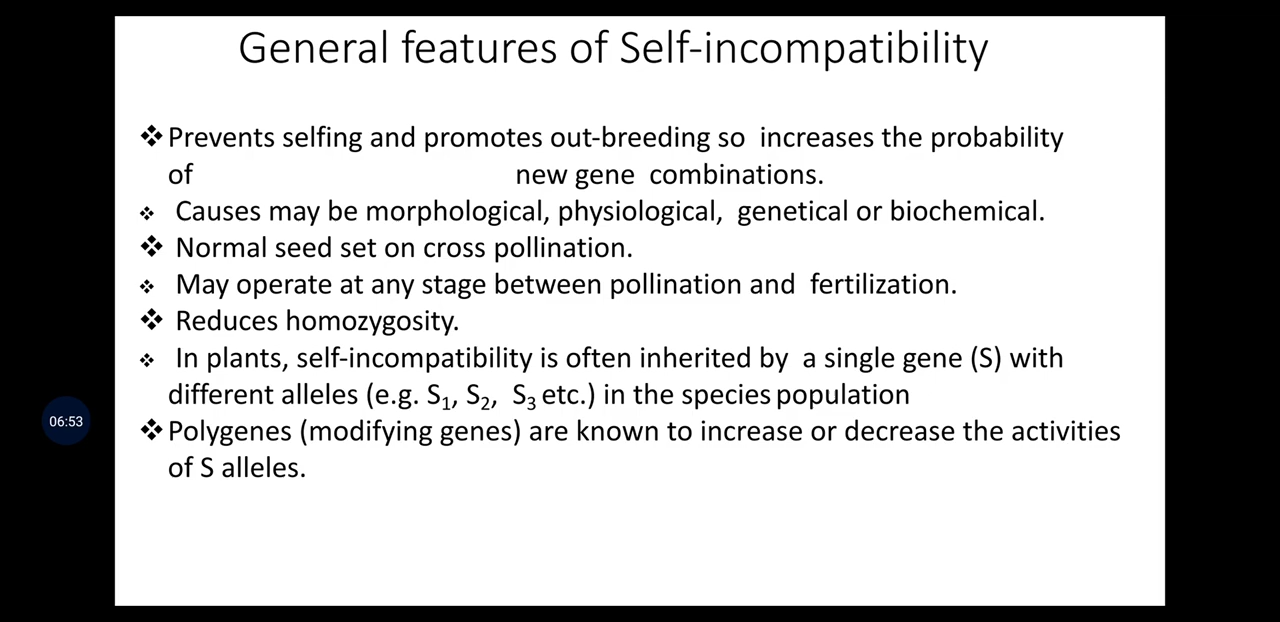 General features of Self-incompatibility
❖ Prevents selfing and promotes out-breeding so increases the probability
of new gene combinations.
❖ Causes may be morphological, physiological, genetical or biochemical.
❖ Normal seed set on cross pollination.
❖ May operate at any stage between pollination and fertilization.
❖ Reduces homozygosity.
❖ In plants, self-incompatibility is often inherited by a single gene (S) with
different alleles (e.g. S₁, S₂, S₃ etc.) in the species population
06:53
❖ Polygenes (modifying genes) are known to increase or decrease the activities
of S alleles.